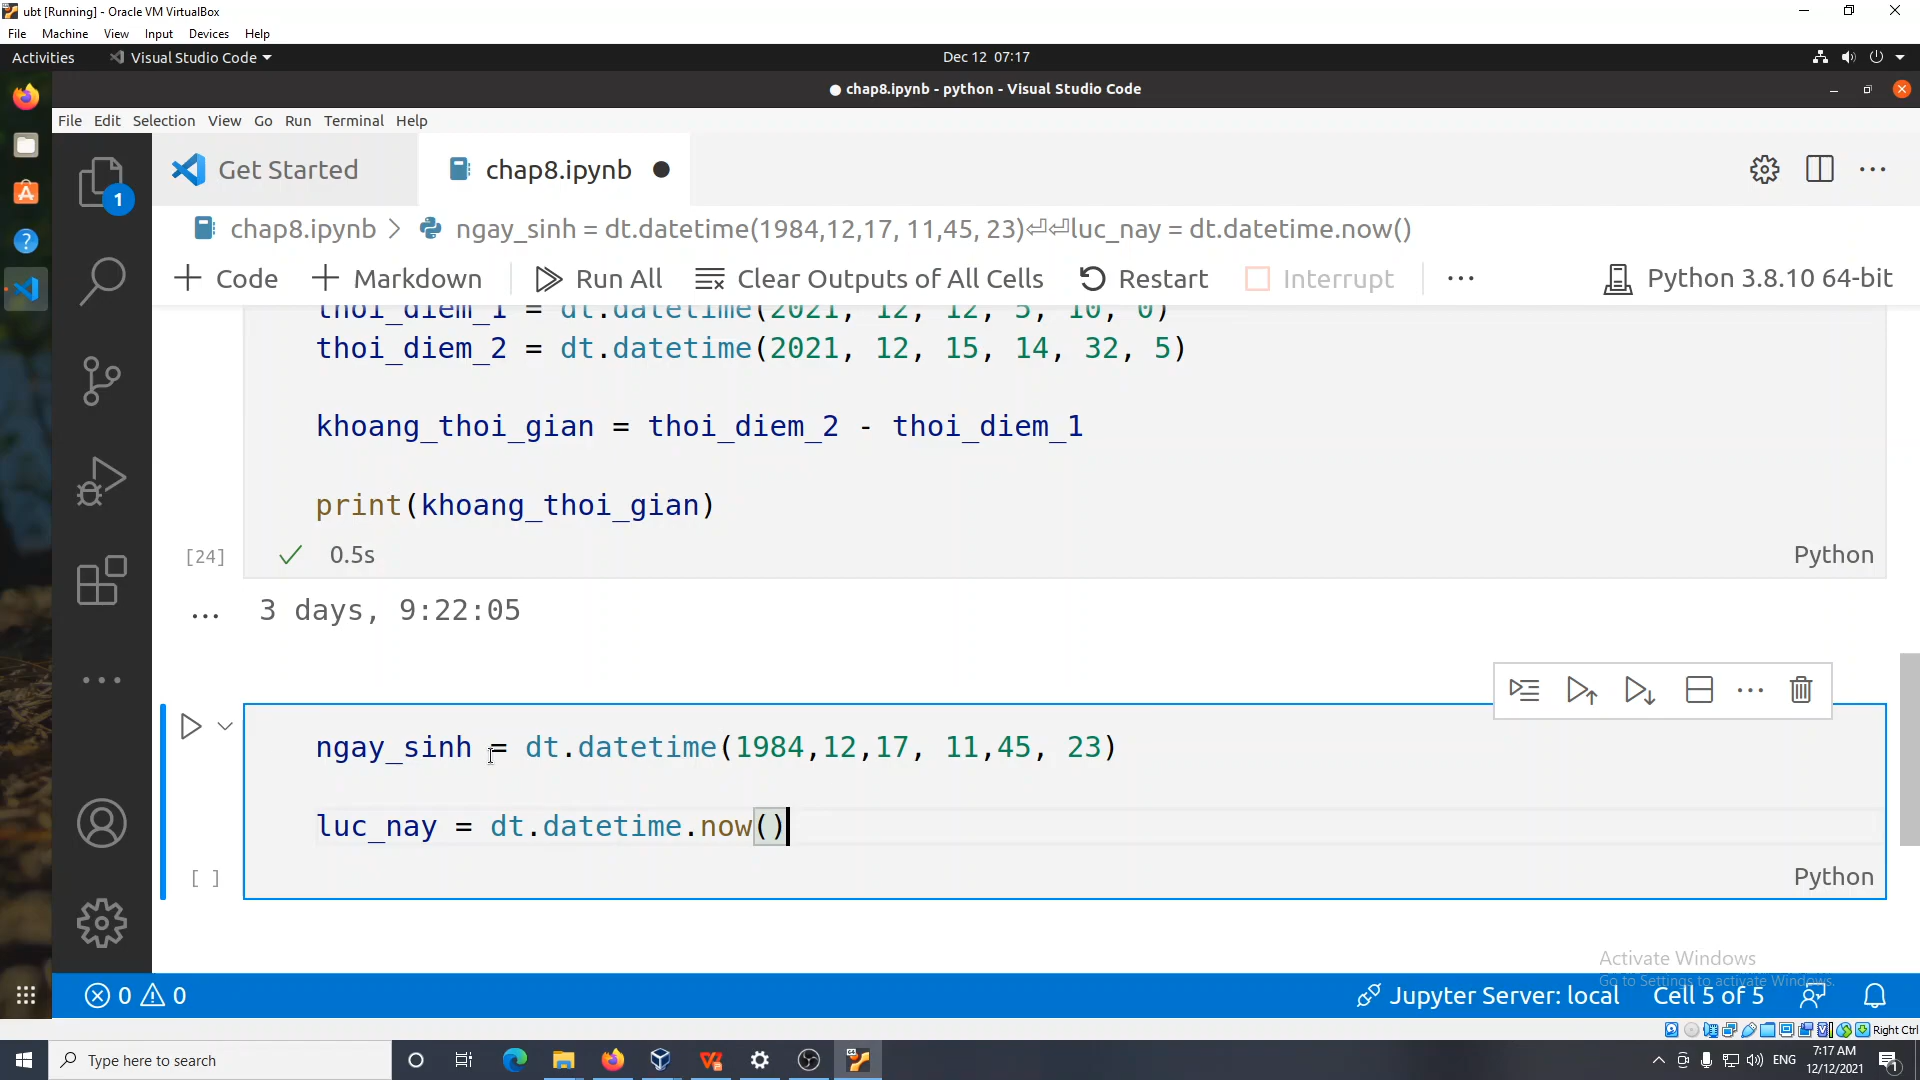 ubt [Running] - Oracle VM VirtualBox
File Machine View Input Devices Help
Activities Visual Studio Code Dec 12 07:17
● chap8.ipynb - python - Visual Studio Code
File Edit Selection View Go Run Terminal Help
Get Started chap8.ipynb
chap8.ipynb > ngay_sinh = dt.datetime(1984,12,17, 11,45, 23)⏎⏎luc_nay = dt.datetime.now()
+ Code + Markdown Run All Clear Outputs of All Cells Restart Interrupt ... Python 3.8.10 64-bit
thoi_diem_1 = dt.datetime(2021, 12, 12, 5, 10, 0)
thoi_diem_2 = dt.datetime(2021, 12, 15, 14, 32, 5)
khoang_thoi_gian = thoi_diem_2 - thoi_diem_1
print(khoang_thoi_gian)
[24] 0.5s Python
... 3 days, 9:22:05
ngay_sinh = dt.datetime(1984,12,17, 11,45, 23)
luc_nay = dt.datetime.now()
[ ] Python
Activate Windows
Go to Settings to activate Windows.
0 0 Jupyter Server: local Cell 5 of 5
Right Ctrl
Type here to search ENG 7:17 AM
12/12/2021
1
1